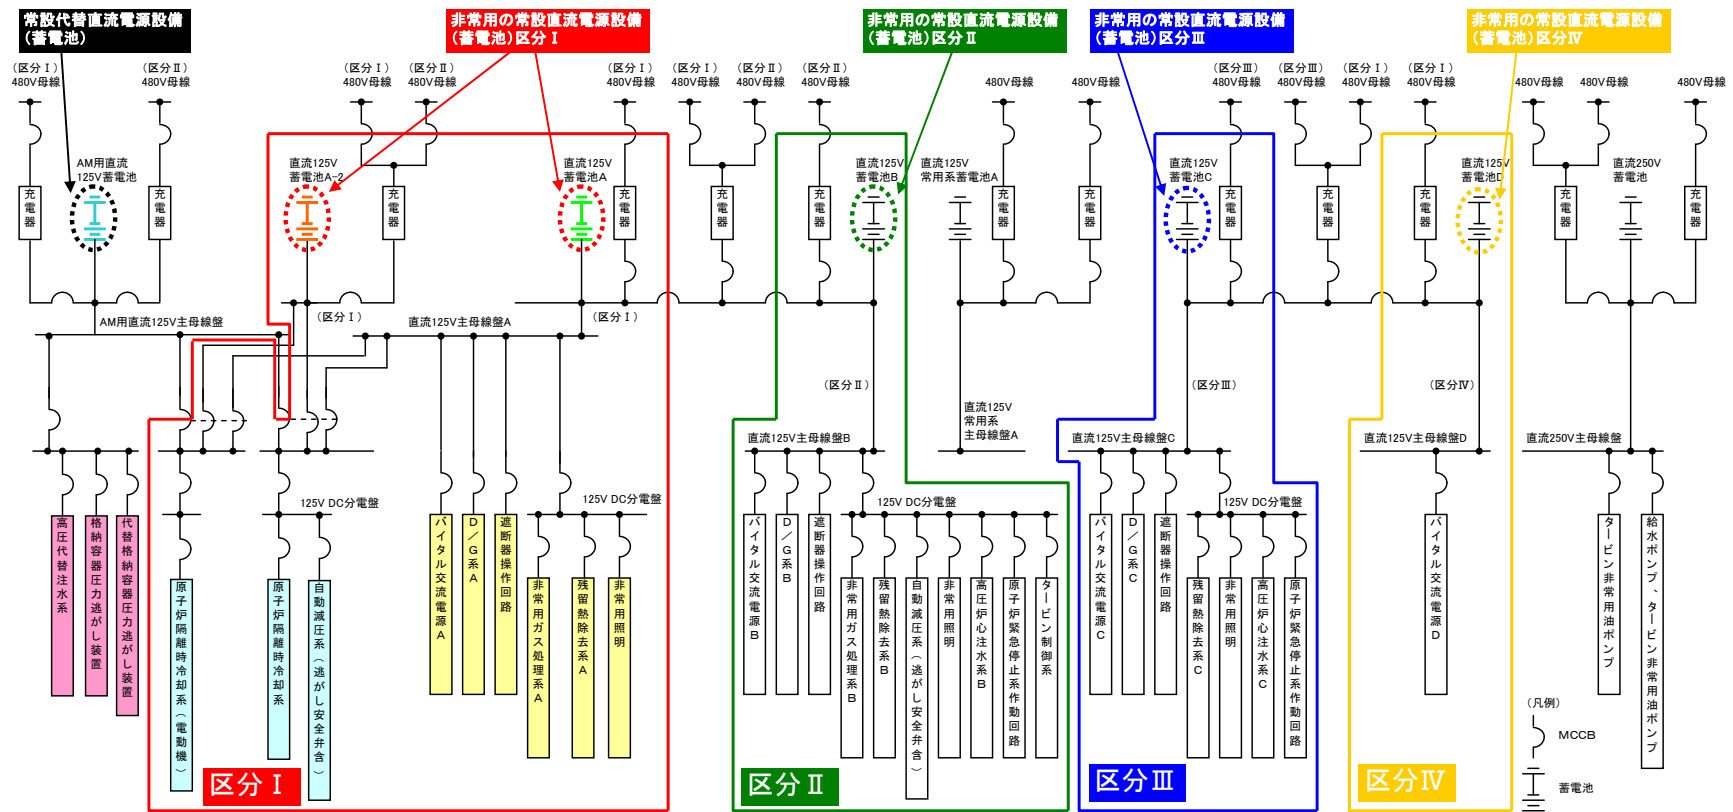 常設代替直流電源設備
(蓄電池)
非常用の常設直流電源設備
(蓄電池)区分Ⅰ
非常用の常設直流電源設備
(蓄電池)区分Ⅱ
非常用の常設直流電源設備
(蓄電池)区分Ⅲ
非常用の常設直流電源設備
(蓄電池)区分Ⅳ
(区分Ⅰ)
480V母線
(区分Ⅱ)
480V母線
(区分Ⅰ)
480V母線
(区分Ⅱ)
480V母線
(区分Ⅰ)
480V母線
(区分Ⅰ)
480V母線
(区分Ⅱ)
480V母線
(区分Ⅱ)
480V母線
480V母線
480V母線
(区分Ⅲ)
480V母線
(区分Ⅲ)
480V母線
(区分Ⅰ)
480V母線
(区分Ⅰ)
480V母線
480V母線
480V母線
480V母線
AM用直流
125V蓄電池
直流125V
蓄電池A-2
直流125V
蓄電池A
直流125V
蓄電池B
直流125V
常用系蓄電池A
直流125V
蓄電池C
直流125V
蓄電池D
直流250V
蓄電池
充電器
充電器
充電器
充電器
充電器
充電器
充電器
充電器
充電器
充電器
充電器
充電器
充電器
AM用直流125V主母線盤
(区分Ⅰ)
直流125V主母線盤A
(区分Ⅰ)
(区分Ⅱ)
(区分Ⅲ)
(区分Ⅳ)
直流125V
常用系
主母線盤A
直流125V主母線盤B
直流125V主母線盤C
直流125V主母線盤D
直流250V主母線盤
125V DC分電盤
125V DC分電盤
125V DC分電盤
125V DC分電盤
高圧代替注水系
格納容器圧力逃がし装置
代替格納容器圧力逃がし装置
原子炉隔離時冷却系(電動機)
原子炉隔離時冷却系
自動減圧系(逃がし安全弁含)
バイタル交流電源A
D/G系A
遮断器操作回路
非常用ガス処理系A
残留熱除去系A
非常用照明
バイタル交流電源B
D/G系B
遮断器操作回路
非常用ガス処理系B
残留熱除去系B
自動減圧系(逃がし安全弁含)
非常用照明
高圧炉心注水系B
原子炉緊急停止系作動回路
タービン制御系
バイタル交流電源C
D/G系C
遮断器操作回路
残留熱除去系C
非常用照明
高圧炉心注水系C
原子炉緊急停止系作動回路
バイタル交流電源D
タービン非常用油ポンプ
給水ポンプ、タービン非常用油ポンプ
区分Ⅰ
区分Ⅱ
区分Ⅲ
区分Ⅳ
(凡例)
MCCB
蓄電池